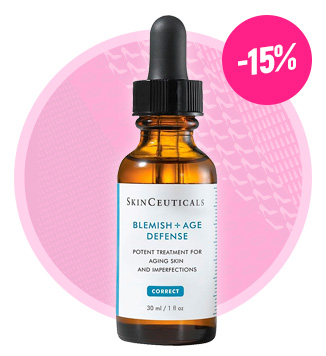 -15%
SKINCEUTICALS
BLEMISH + AGE
DEFENSE
POTENT TREATMENT FOR
AGING SKIN
AND IMPERFECTIONS
CORRECT
30 ml / 1 fl oz